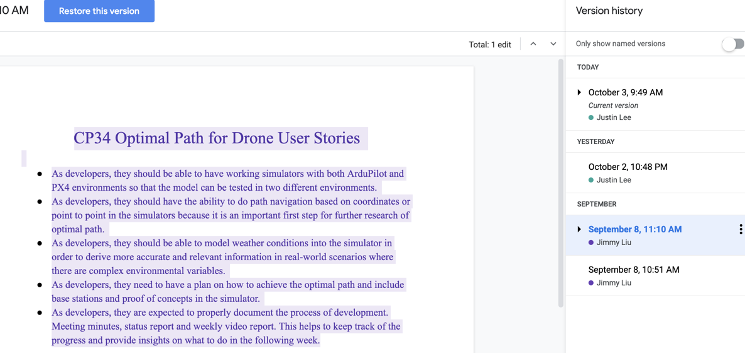 0 AM
Restore this version
Total: 1 edit
CP34 Optimal Path for Drone User Stories
● As developers, they should be able to have working simulators with both ArduPilot and
PX4 environments so that the model can be tested in two different environments.
● As developers, they should have the ability to do path navigation based on coordinates or
point to point in the simulators because it is an important first step for further research of
optimal path.
● As developers, they should be able to model weather conditions into the simulator in
order to derive more accurate and relevant information in real-world scenarios where
there are complex environmental variables.
● As developers, they need to have a plan on how to achieve the optimal path and include
base stations and proof of concepts in the simulator.
● As developers, they are expected to properly document the process of development.
Meeting minutes, status report and weekly video report. This helps to keep track of the
progress and provide insights on what to do in the following week.
Version history
Only show named versions
TODAY
October 3, 9:49 AM
Current version
Justin Lee
YESTERDAY
October 2, 10:48 PM
Justin Lee
SEPTEMBER
September 8, 11:10 AM
Jimmy Liu
September 8, 10:51 AM
Jimmy Liu